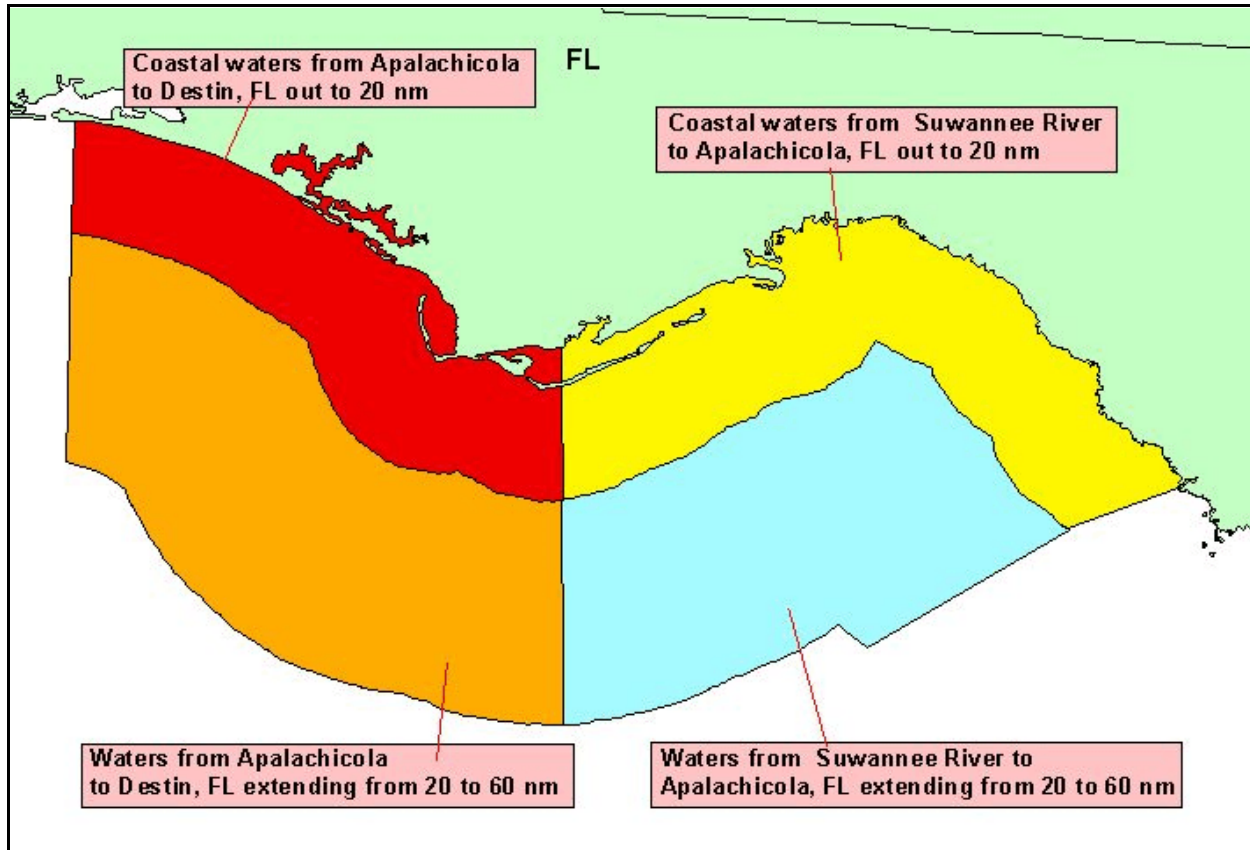 Coastal waters from Apalachicola
to Destin, FL out to 20 nm
FL
Coastal waters from Suwannee River
to Apalachicola, FL out to 20 nm
Waters from Apalachicola
to Destin, FL extending from 20 to 60 nm
Waters from Suwannee River to
Apalachicola, FL extending from 20 to 60 nm